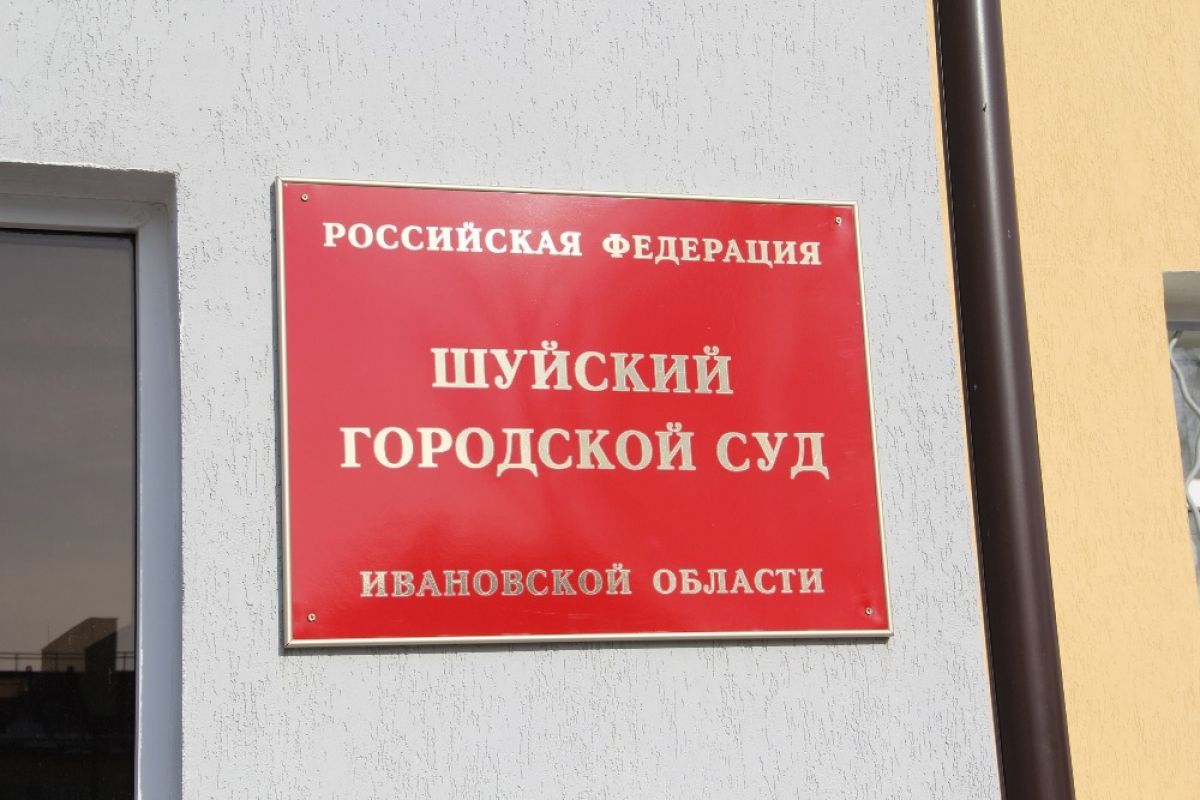 РОССИЙСКАЯ ФЕДЕРАЦИЯ
ШУЙСКИЙ
ГОРОДСКОЙ СУД
ИВАНОВСКОЙ ОБЛАСТИ